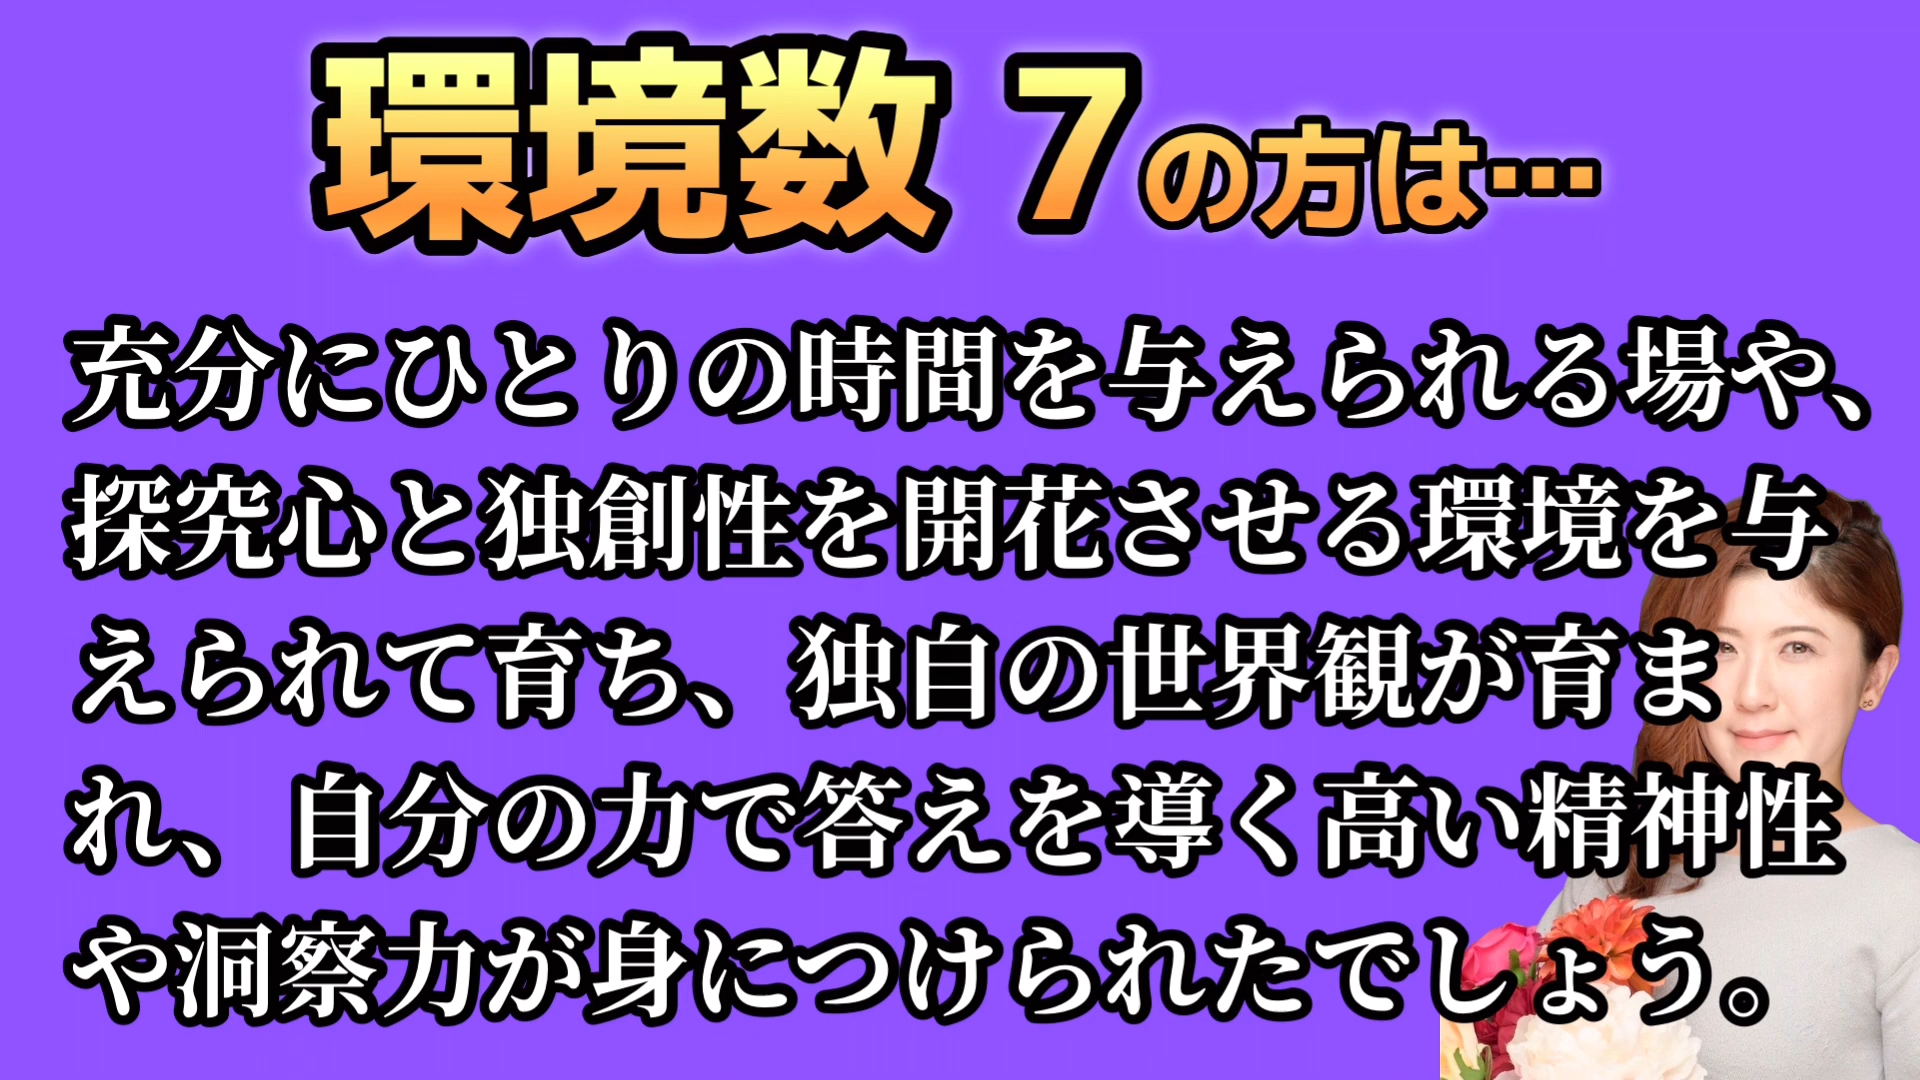 環境数 7の方は…
充分にひとりの時間を与えられる場や、
探究心と独創性を開花させる環境を与
えられて育ち、独自の世界観が育ま
れ、自分の力で答えを導く高い精神性
や洞察力が身につけられたでしょう。